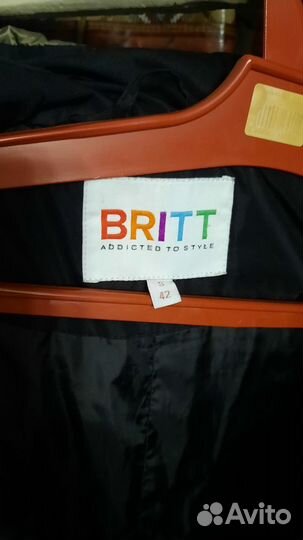 BRITT
ADDICTED TO STYLE
S
42
Avito